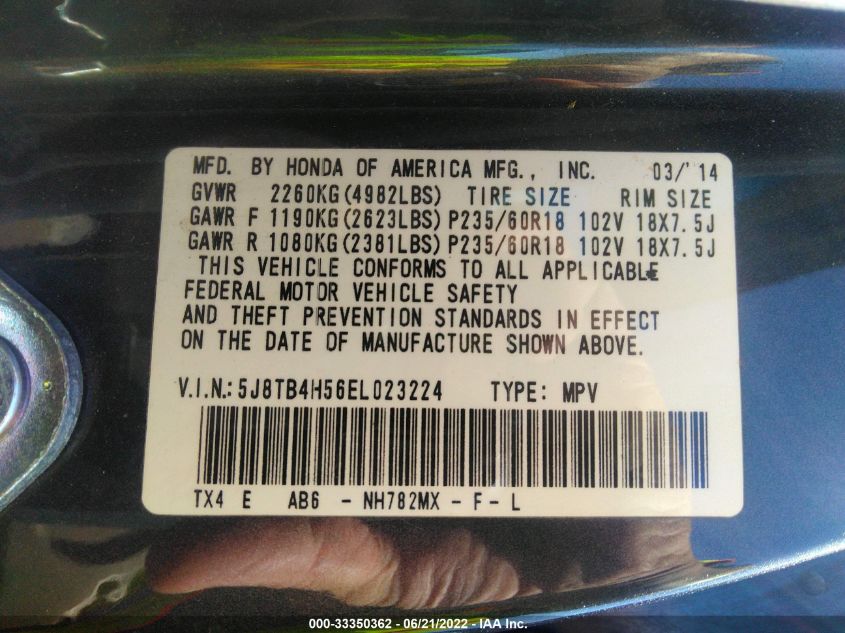 MFD. BY HONDA OF AMERICA MFG., INC. 03/'14
GVWR 2260KG(4982LBS) TIRE SIZE RIM SIZE
GAWR F 1190KG(2623LBS) P235/60R18 102V 18X7.5J
GAWR R 1080KG(2381LBS) P235/60R18 102V 18X7.5J
THIS VEHICLE CONFORMS TO ALL APPLICABLE
FEDERAL MOTOR VEHICLE SAFETY
AND THEFT PREVENTION STANDARDS IN EFFECT
ON THE DATE OF MANUFACTURE SHOWN ABOVE.
V.I.N.: 5J8TB4H56EL023224 TYPE: MPV
TX4 E AB6 - NH782MX - F - L
000-33350362 - 06/21/2022 - IAA Inc.